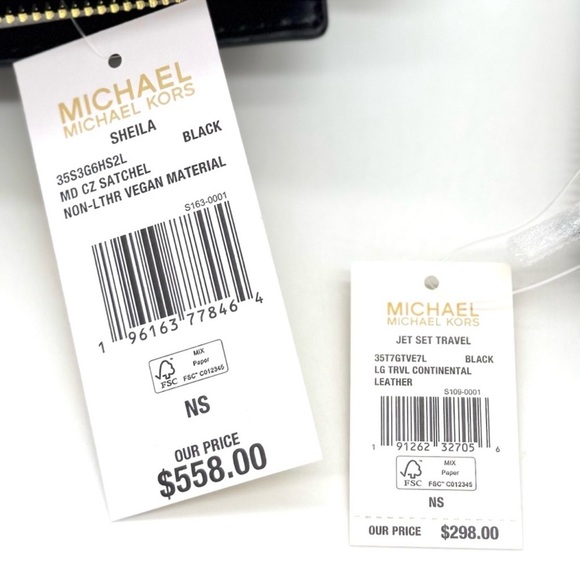 MICHAEL
MICHAEL KORS
SHEILA
35S3G6HS2L BLACK
MD CZ SATCHEL
NON-LTHR VEGAN MATERIAL
S163-0001
1 96163 77846 4
FSC
MIX
Paper
FSC™ C012345
NS
OUR PRICE
$558.00
MICHAEL
MICHAEL KORS
JET SET TRAVEL
35T7GTVE7L BLACK
LG TRVL CONTINENTAL
LEATHER
S109-0001
1 91262 32705 6
FSC
MIX
Paper
FSC™ C012345
NS
OUR PRICE $298.00